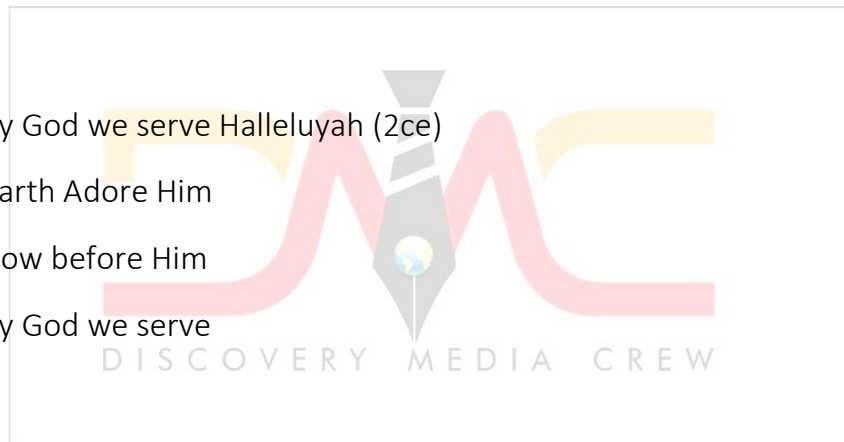 y God we serve Halleluyah (2ce)
arth Adore Him
ow before Him
y God we serve
DISCOVERY MEDIA CREW